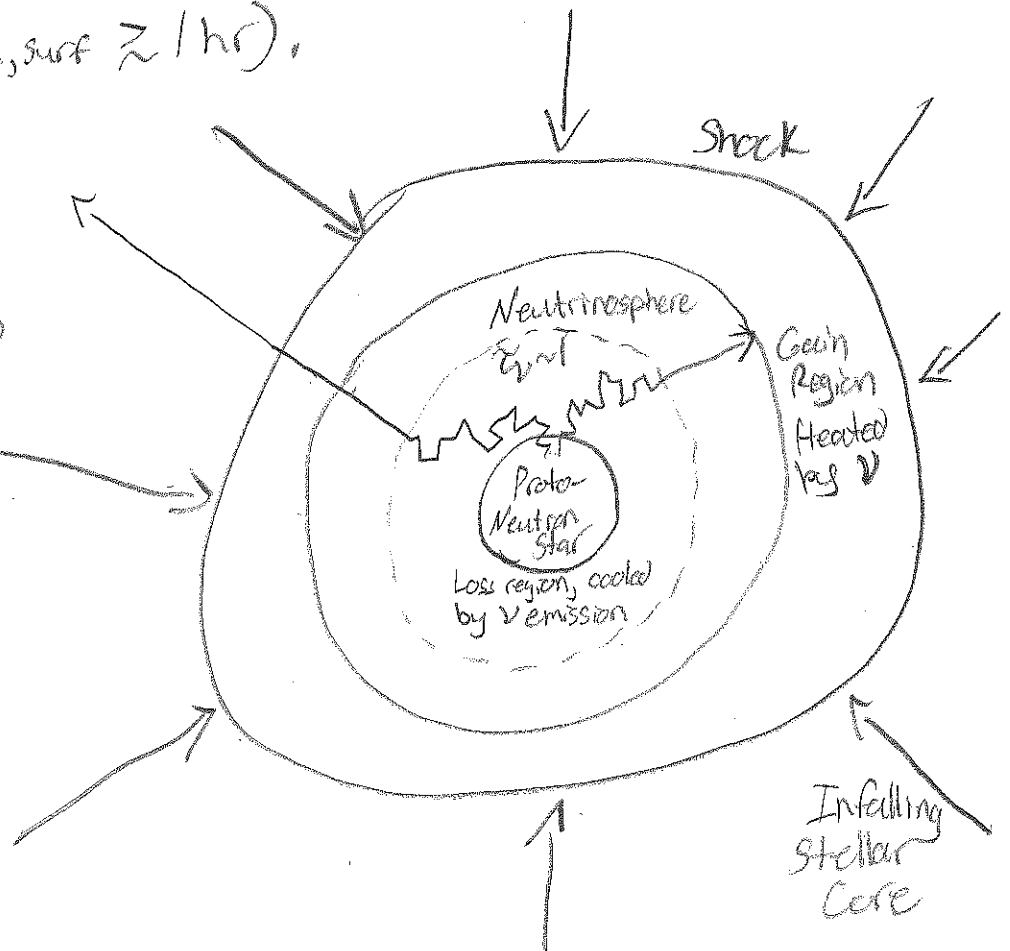 ,surf ≳ 1hr).
Shock
Neutrinosphere
~1
Gain
Region
Heated
by ν
Proto-
Neutron
Star
Loss region, cooled
by ν emission
Infalling
Stellar
Core